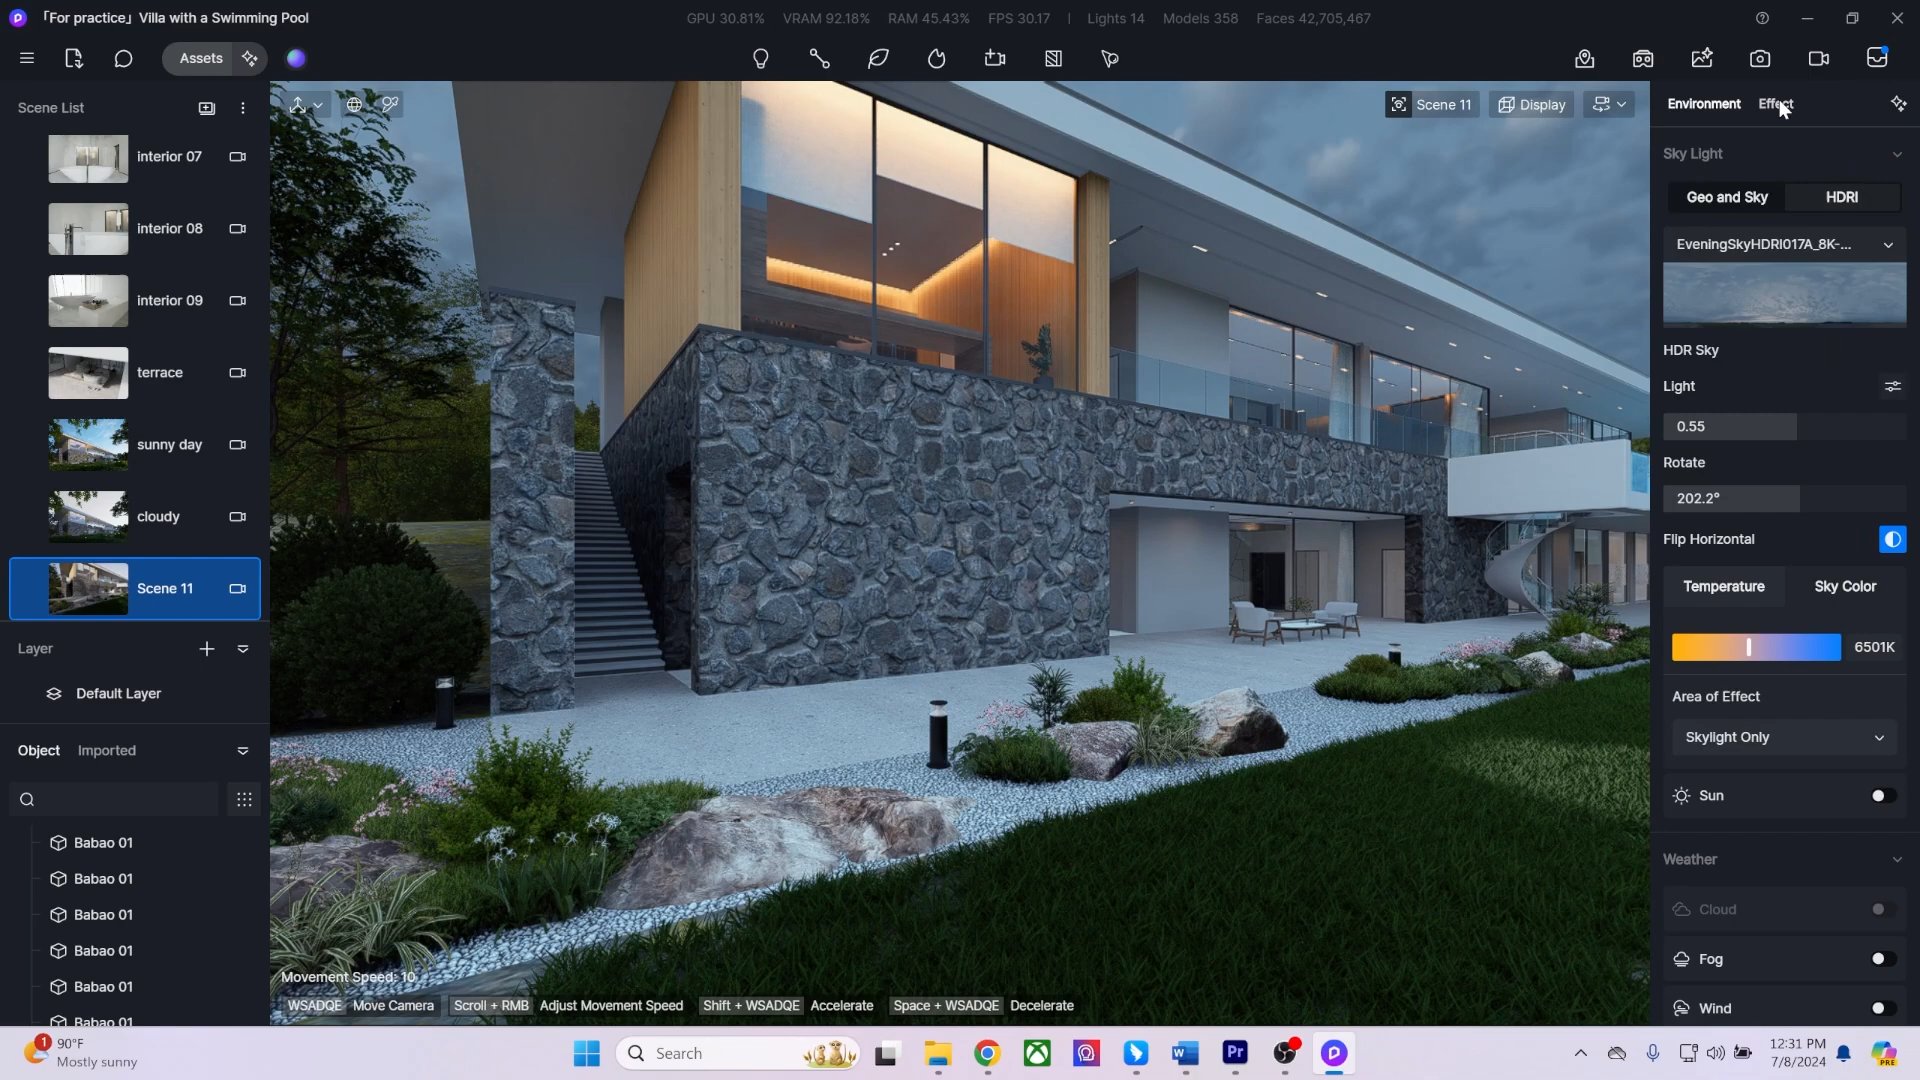 「For practice」Villa with a Swimming Pool
GPU 30.81% VRAM 92.18% RAM 45.43% FPS 30.17 | Lights 14 Models 358 Faces 42,705,467
Assets
Scene List
interior 07
interior 08
interior 09
terrace
sunny day
cloudy
Scene 11
Layer
Default Layer
Object Imported
Babao 01
Babao 01
Babao 01
Babao 01
Babao 01
Babao 01
Scene 11 Display
Movement Speed: 10
WSADQE Move Camera Scroll + RMB Adjust Movement Speed Shift + WSADQE Accelerate Space + WSADQE Decelerate
Environment Effect
Sky Light
Geo and Sky HDRI
EveningSkyHDRI017A_8K-...
HDR Sky
Light
0.55
Rotate
202.2°
Flip Horizontal
Temperature Sky Color
6501K
Area of Effect
Skylight Only
Sun
Weather
Cloud
Fog
Wind
1
90°F
Mostly sunny
Search
Pr
12:31 PM
7/8/2024
PRE